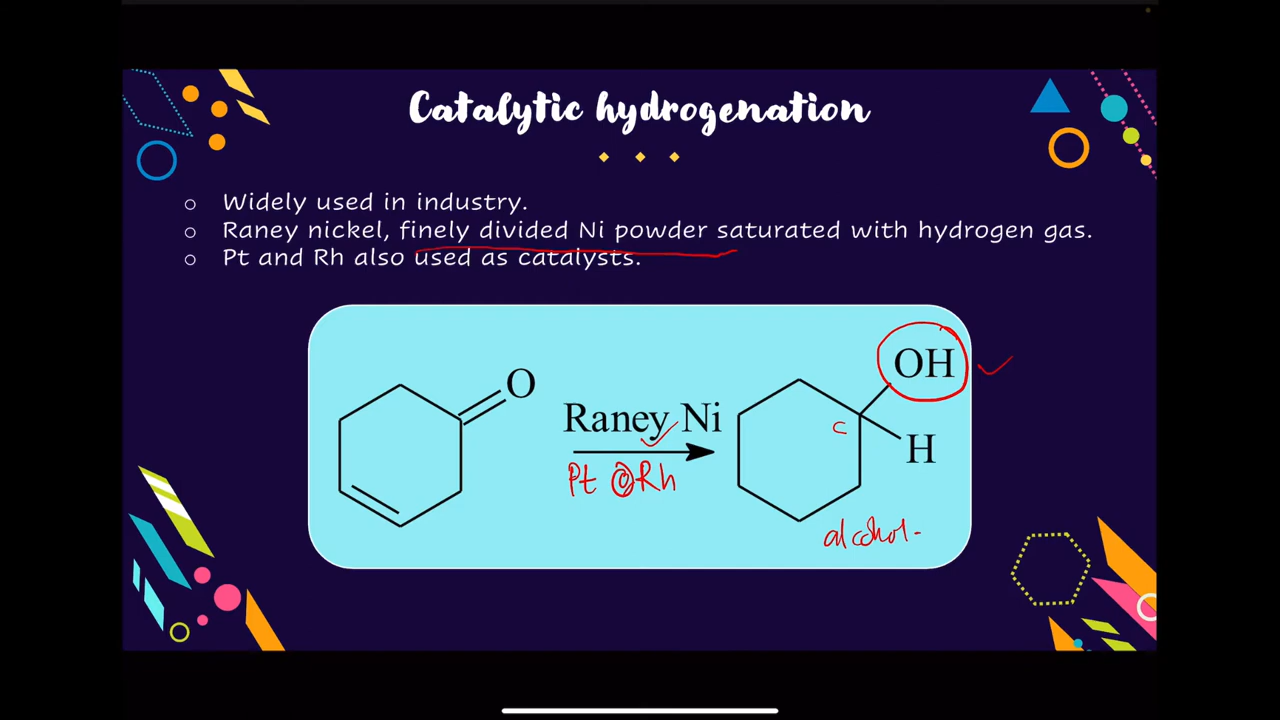 Catalytic hydrogenation
Widely used in industry.
Raney nickel, finely divided Ni powder saturated with hydrogen gas.
Pt and Rh also used as catalysts.
OH
O
Raney Ni
C
H
Pt @ Rh
alcohol.